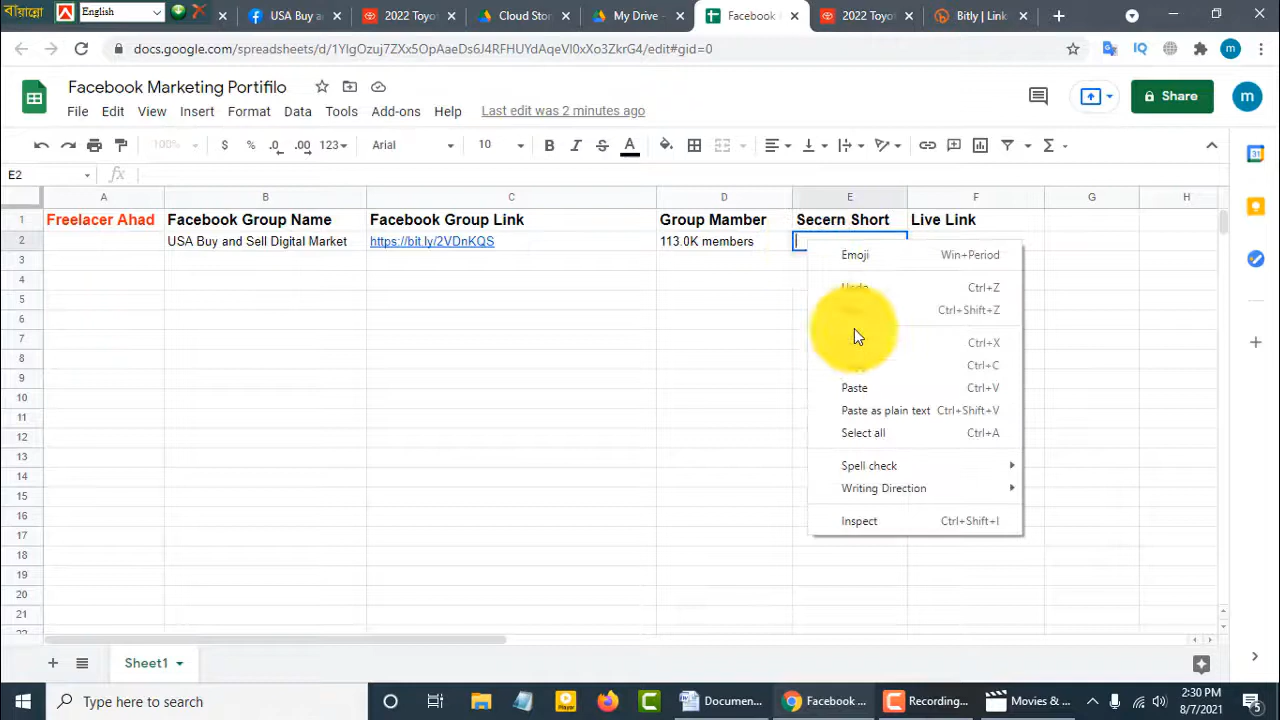 বায়ান্নো English
USA Buy and
2022 Toyo
Cloud stor
My Drive -
Facebook
2022 Toyo
Bitly | Link
docs.google.com/spreadsheets/d/1YIgOzuj7ZXx5OpAaeDs6J4RFHUYdAqeVI0xXo3ZkrG4/edit#gid=0
IQ
m
Facebook Marketing Portifilo
File Edit View Insert Format Data Tools Add-ons Help Last edit was 2 minutes ago
Share
m
100% $ % .0 .00 123 Arial 10 B I S A
E2 fx
A B C D E F G H
1 Freelacer Ahad Facebook Group Name Facebook Group Link Group Mamber Secern Short Live Link
2 USA Buy and Sell Digital Market https://bit.ly/2VDnKQS 113.0K members
3
4
5
6
7
8
9
10
11
12
13
14
15
16
17
18
19
20
21
Emoji Win+Period
Undo Ctrl+Z
Ctrl+Shift+Z
Ctrl+X
Ctrl+C
Paste Ctrl+V
Paste as plain text Ctrl+Shift+V
Select all Ctrl+A
Spell check
Writing Direction
Inspect Ctrl+Shift+I
Sheet1
Type here to search
Document...
Facebook ...
Recording...
Movies & ...
2:30 PM
8/7/2021
5